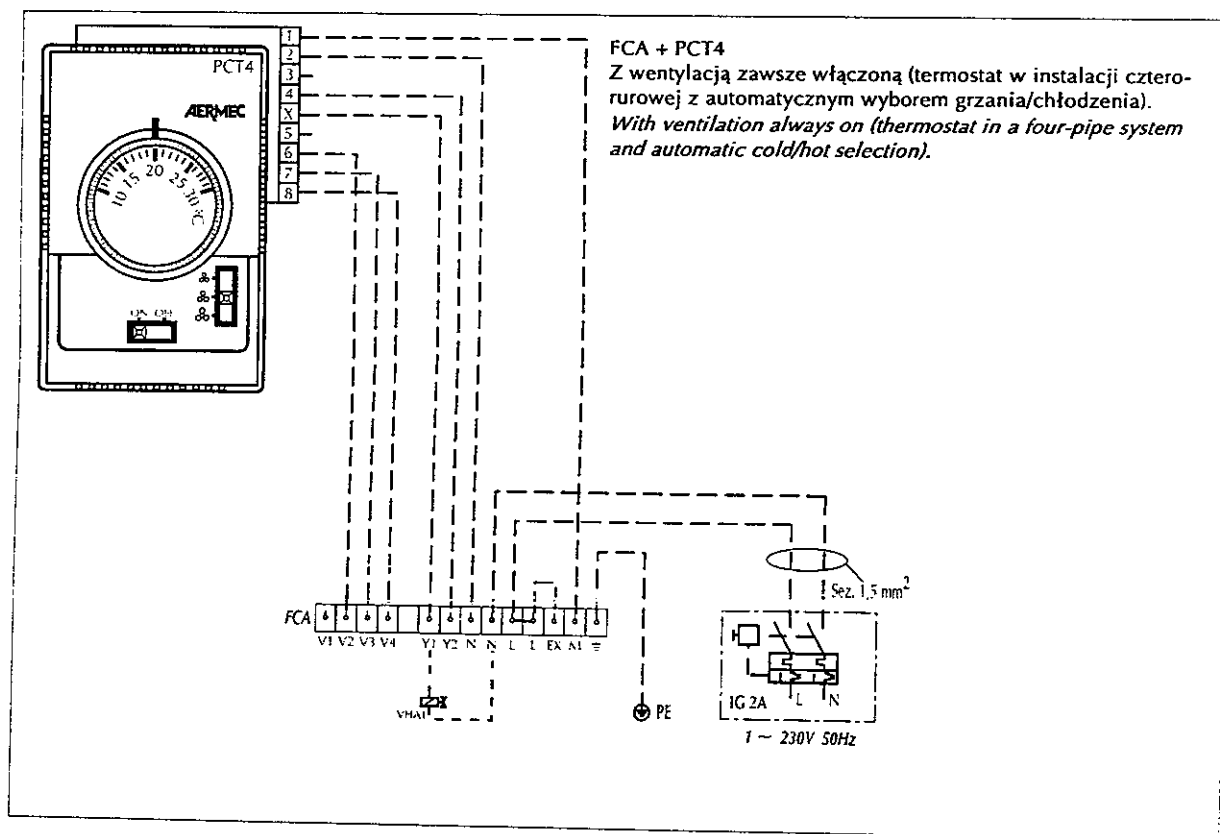 1
2
3
4
X
5
6
7
8
PCT4
AERMEC
10 15 20 25 30 °C
ON OFF
FCA + PCT4
Z wentylacją zawsze włączoną (termostat w instalacji cztero-
rurowej z automatycznym wyborem grzania/chłodzenia).
With ventilation always on (thermostat in a four-pipe system
and automatic cold/hot selection).
Sez. 1,5 mm²
FCA
V1 V2 V3 V4 Y1 Y2 N N L L EX M
VHA1
PE
IG 2A L N
1 ~ 230V 50Hz